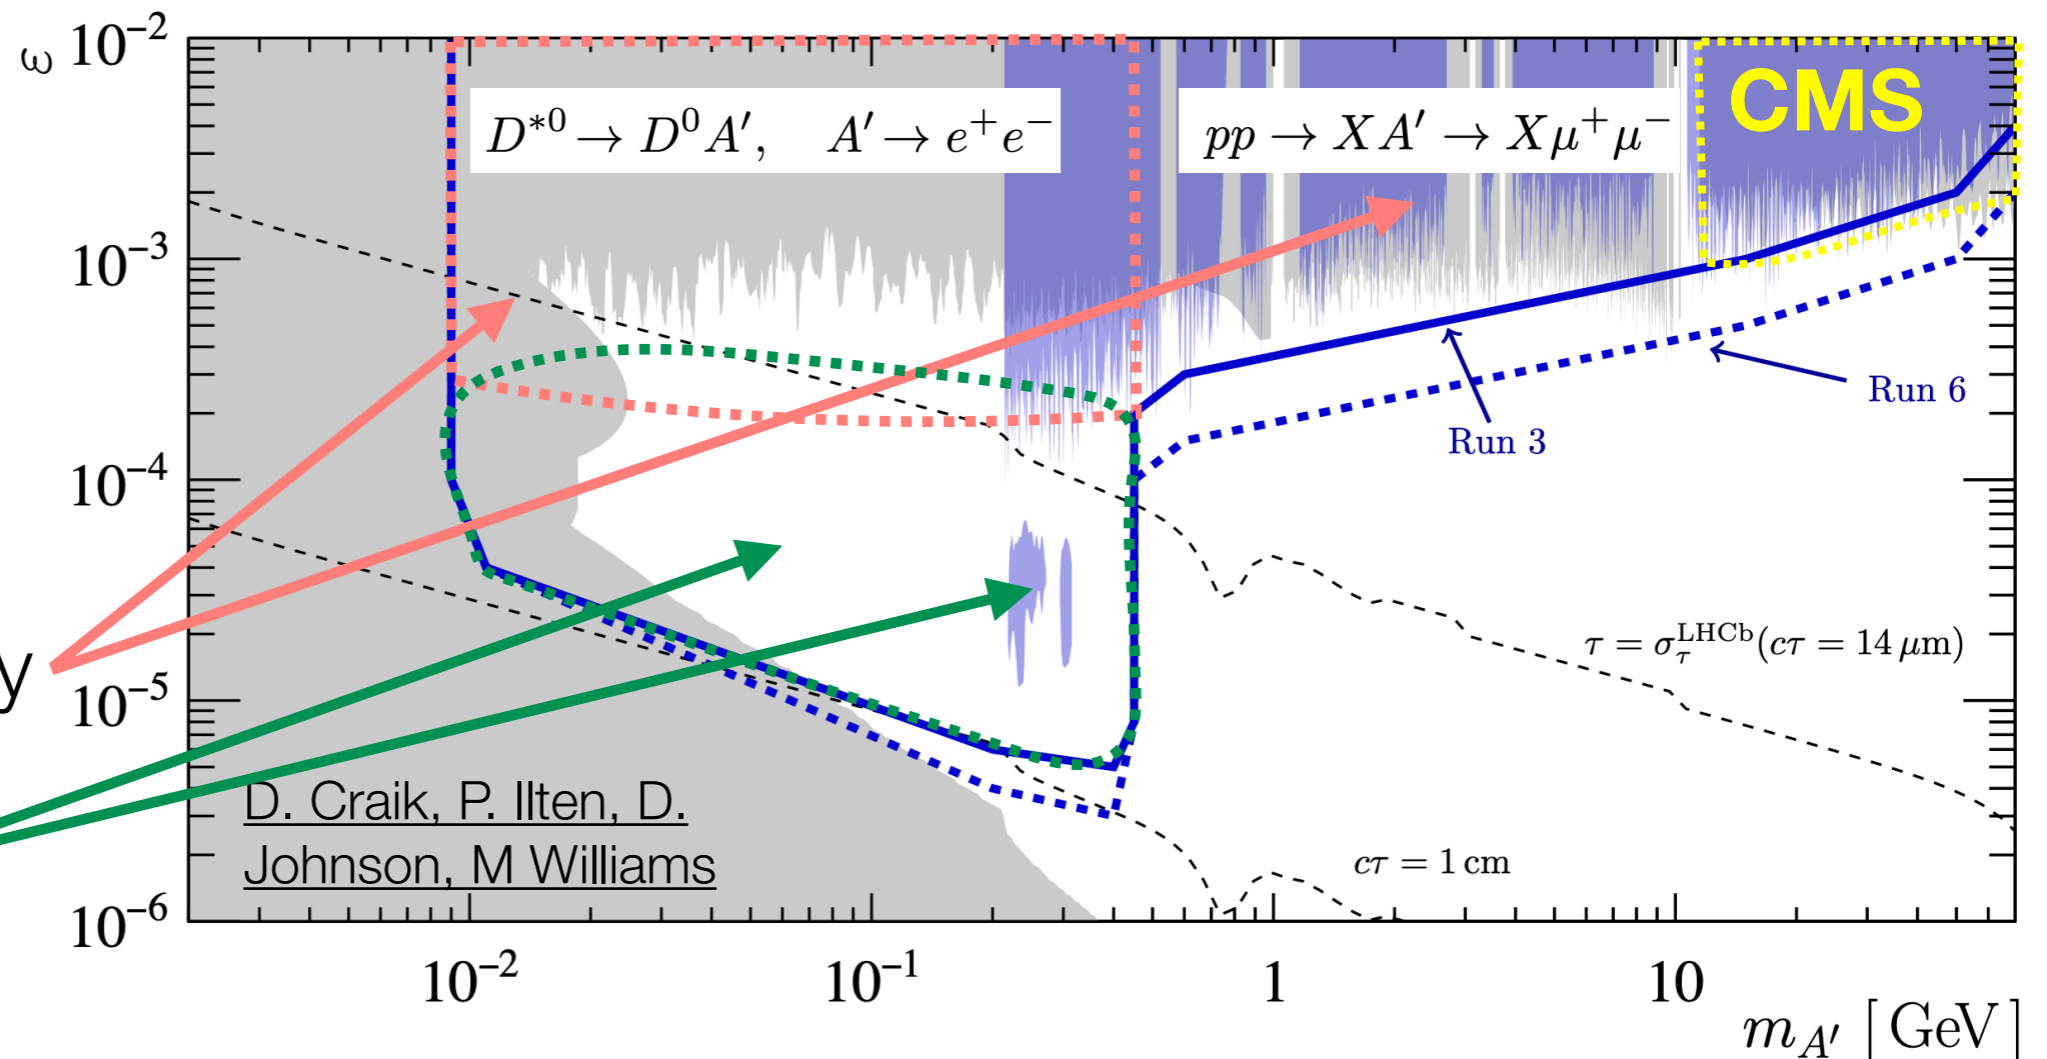 ε
10⁻²
10⁻³
10⁻⁴
10⁻⁵
10⁻⁶
D*⁰ → D⁰A′, A′ → e⁺e⁻
pp → XA′ → Xμ⁺μ⁻
CMS
Run 6
Run 3
τ = σ_τ^LHCb (cτ = 14 μm)
y
D. Craik, P. Ilten, D.
Johnson, M Williams
cτ = 1 cm
10⁻² 10⁻¹ 1 10
m_A′ [GeV]